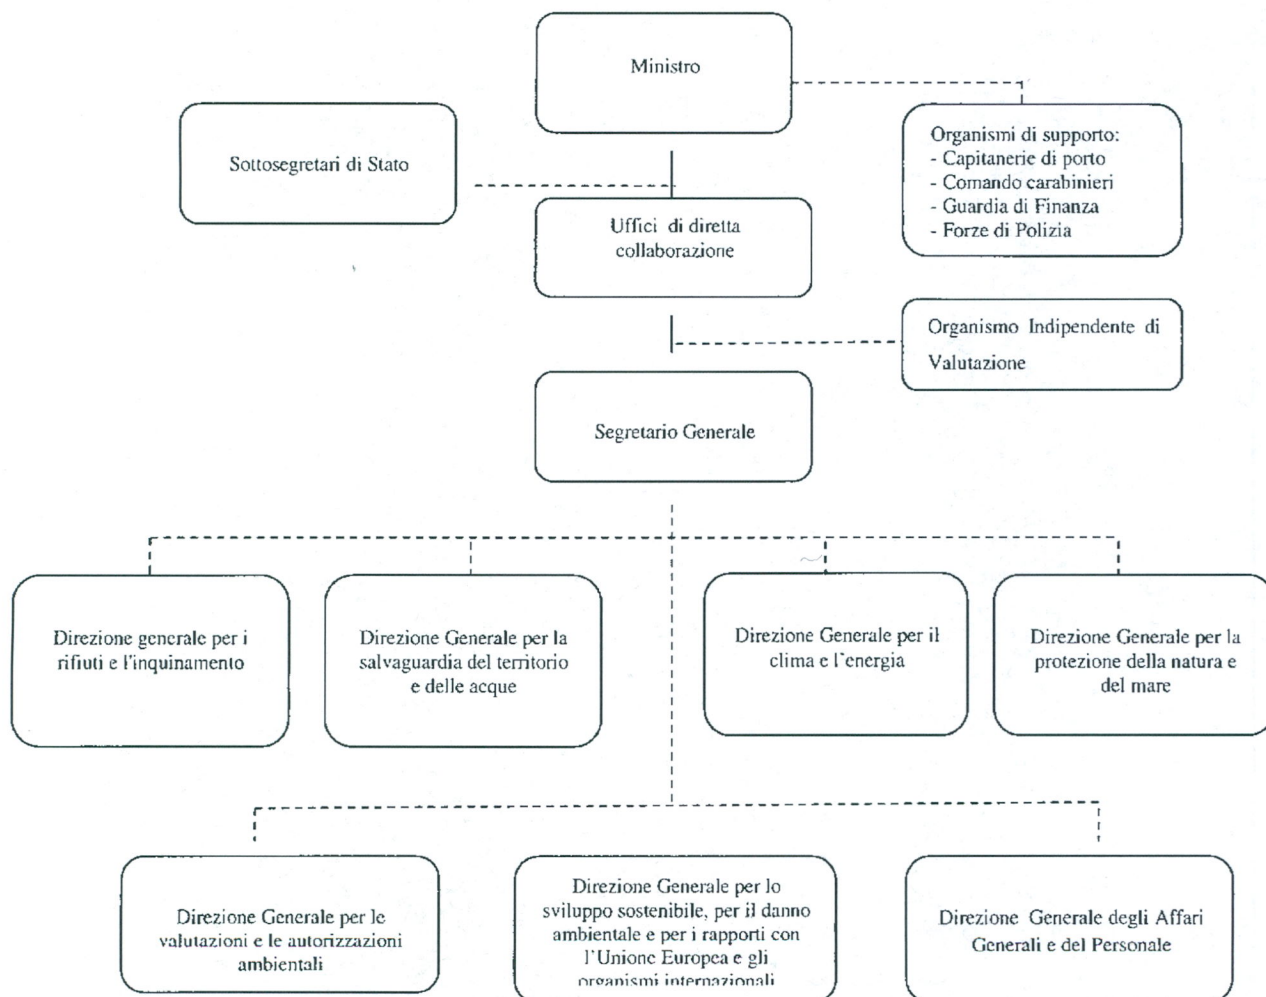 Ministro
Sottosegretari di Stato
Organismi di supporto:
- Capitanerie di porto
- Comando carabinieri
- Guardia di Finanza
- Forze di Polizia
Uffici di diretta
collaborazione
Organismo Indipendente di
Valutazione
Segretario Generale
Direzione generale per i
rifiuti e l'inquinamento
Direzione Generale per la
salvaguardia del territorio
e delle acque
Direzione Generale per il
clima e l'energia
Direzione Generale per la
protezione della natura e
del mare
Direzione Generale per le
valutazioni e le autorizzazioni
ambientali
Direzione Generale per lo
sviluppo sostenibile, per il danno
ambientale e per i rapporti con
l'Unione Europea e gli
organismi internazionali
Direzione Generale degli Affari
Generali e del Personale